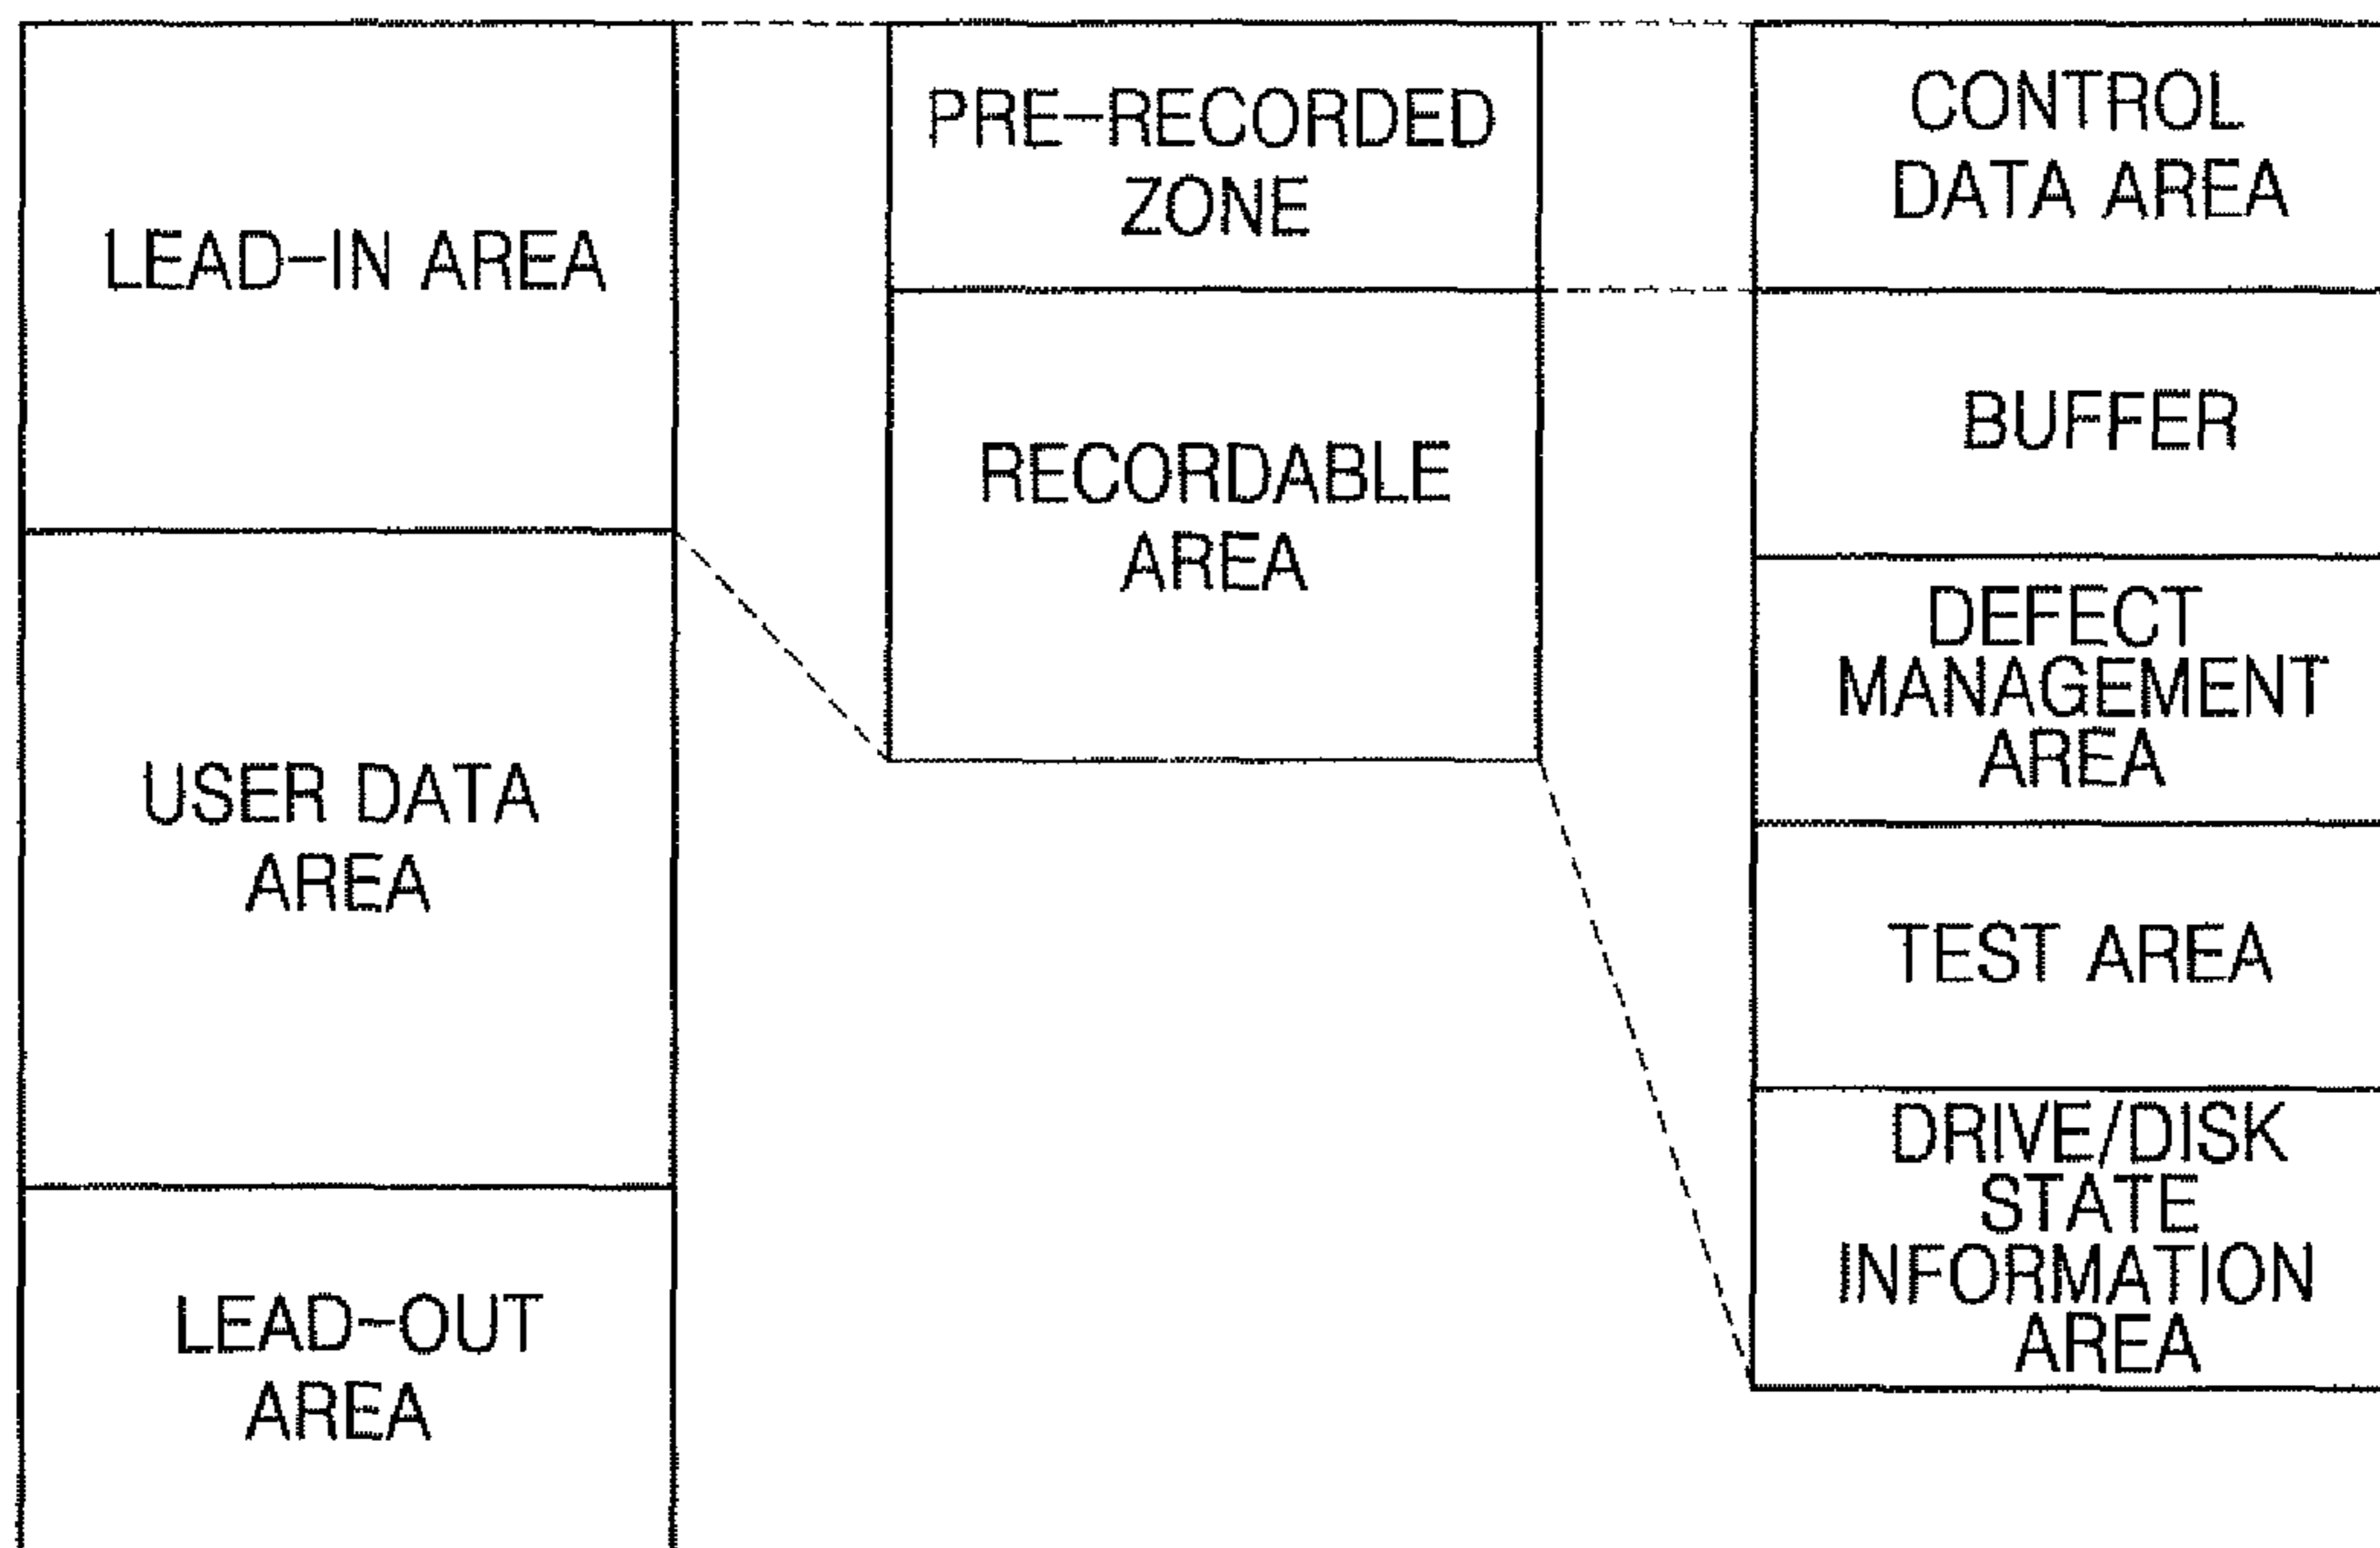 LEAD-IN AREA
USER DATA
AREA
LEAD-OUT
AREA
PRE-RECORDED
ZONE
RECORDABLE
AREA
CONTROL
DATA AREA
BUFFER
DEFECT
MANAGEMENT
AREA
TEST AREA
DRIVE/DISK
STATE
INFORMATION
AREA